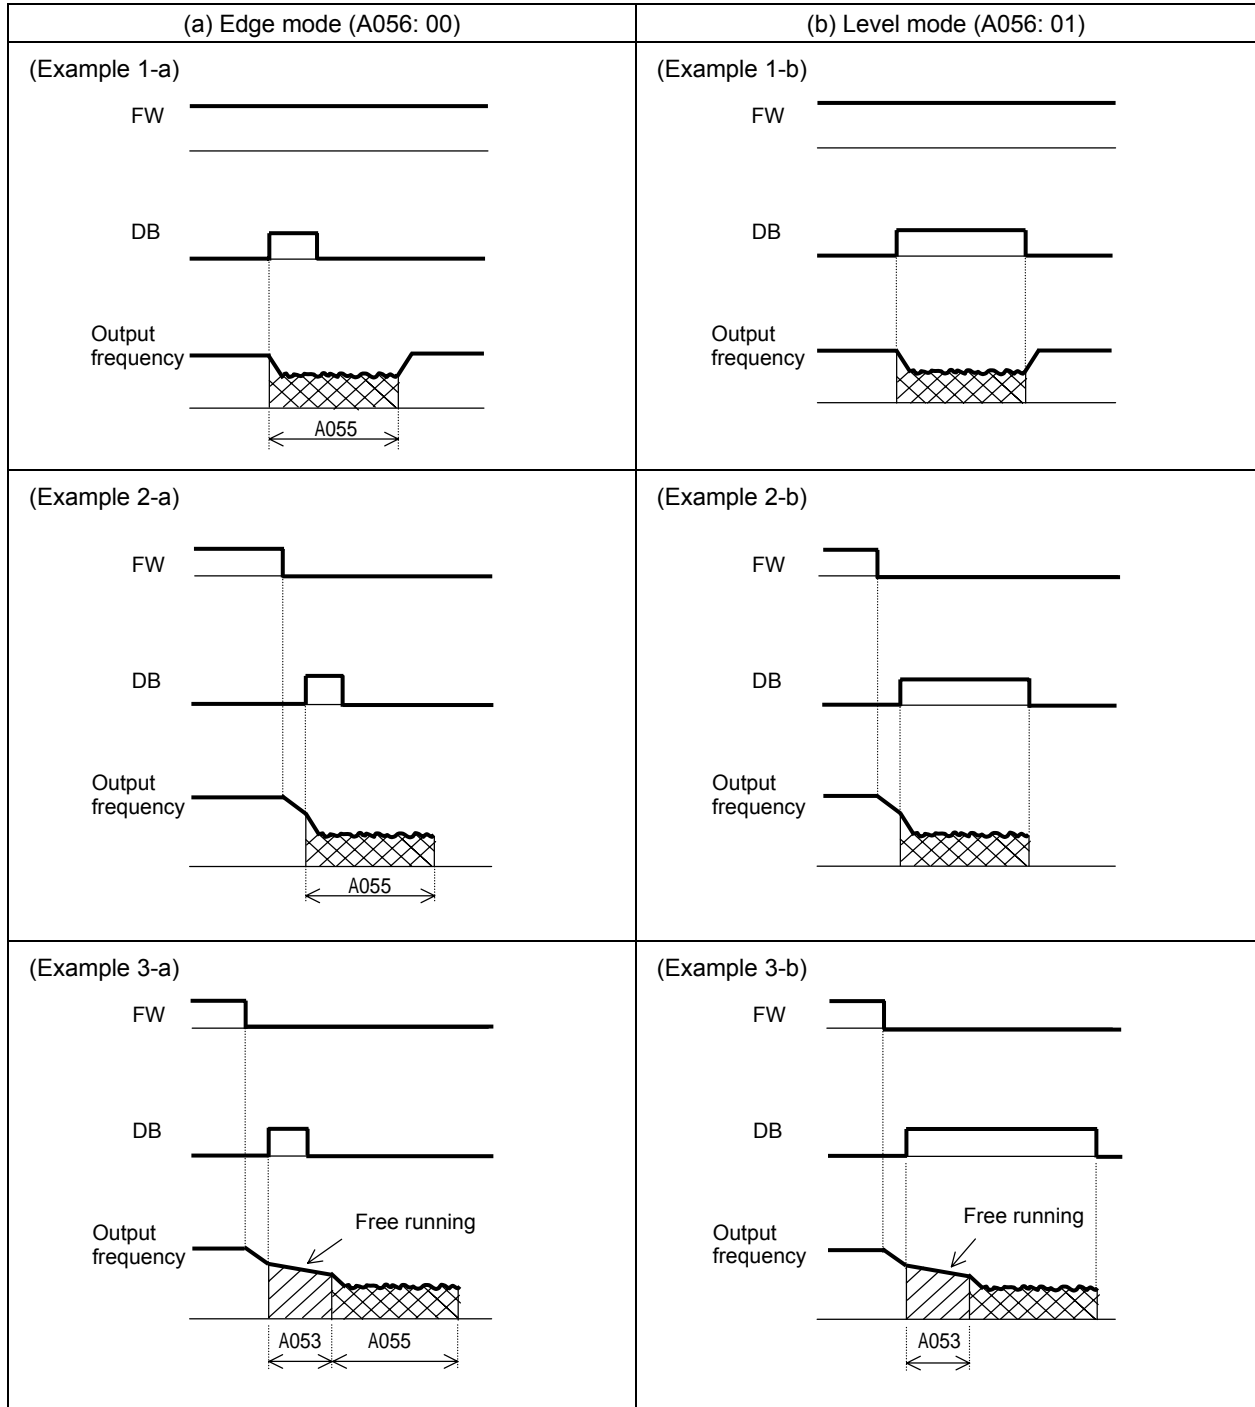 (a) Edge mode (A056: 00)
(b) Level mode (A056: 01)
(Example 1-a)
FW
DB
Output
frequency
A055
(Example 1-b)
FW
DB
Output
frequency
(Example 2-a)
FW
DB
Output
frequency
A055
(Example 2-b)
FW
DB
Output
frequency
(Example 3-a)
FW
DB
Free running
Output
frequency
A053
A055
(Example 3-b)
FW
DB
Free running
Output
frequency
A053